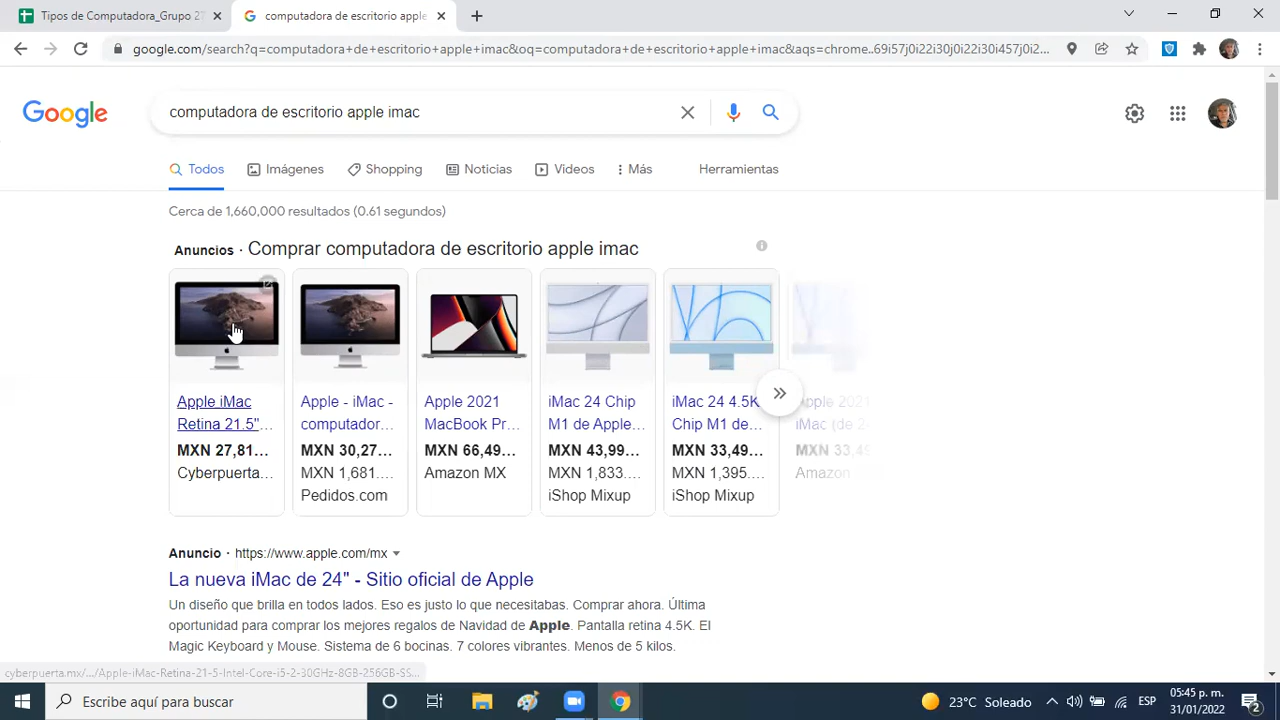 Tipos de Computadora_Grupo 27
computadora de escritorio apple
google.com/search?q=computadora+de+escritorio+apple+imac&oq=computadora+de+escritorio+apple+imac&aqs=chrome..69i57j0i22i30j0i22i30i457j0i2...
Google
computadora de escritorio apple imac
Todos
Imágenes
Shopping
Noticias
Videos
Más
Herramientas
Cerca de 1,660,000 resultados (0.61 segundos)
Anuncios · Comprar computadora de escritorio apple imac
Apple iMac
Retina 21.5"...
MXN 27,81...
Cyberpuerta...
Apple - iMac -
computador...
MXN 30,27...
MXN 1,681....
Pedidos.com
Apple 2021
MacBook Pr...
MXN 66,49...
Amazon MX
iMac 24 Chip
M1 de Apple...
MXN 43,99...
MXN 1,833....
iShop Mixup
iMac 24 4.5K
Chip M1 de...
MXN 33,49...
MXN 1,395....
iShop Mixup
Apple 2021
iMac (de 2
MXN 33,4
Amazon
Anuncio · https://www.apple.com/mx
La nueva iMac de 24" - Sitio oficial de Apple
Un diseño que brilla en todos lados. Eso es justo lo que necesitabas. Comprar ahora. Última
oportunidad para comprar los mejores regalos de Navidad de Apple. Pantalla retina 4.5K. El
Magic Keyboard y Mouse. Sistema de 6 bocinas. 7 colores vibrantes. Menos de 5 kilos.
cyberpuerta.mx/.../Apple-iMac-Retina-21-5-Intel-Core-i5-2-30GHz-8GB-256GB-SS...
Escribe aquí para buscar
23°C Soleado
ESP
05:45 p. m.
31/01/2022
2